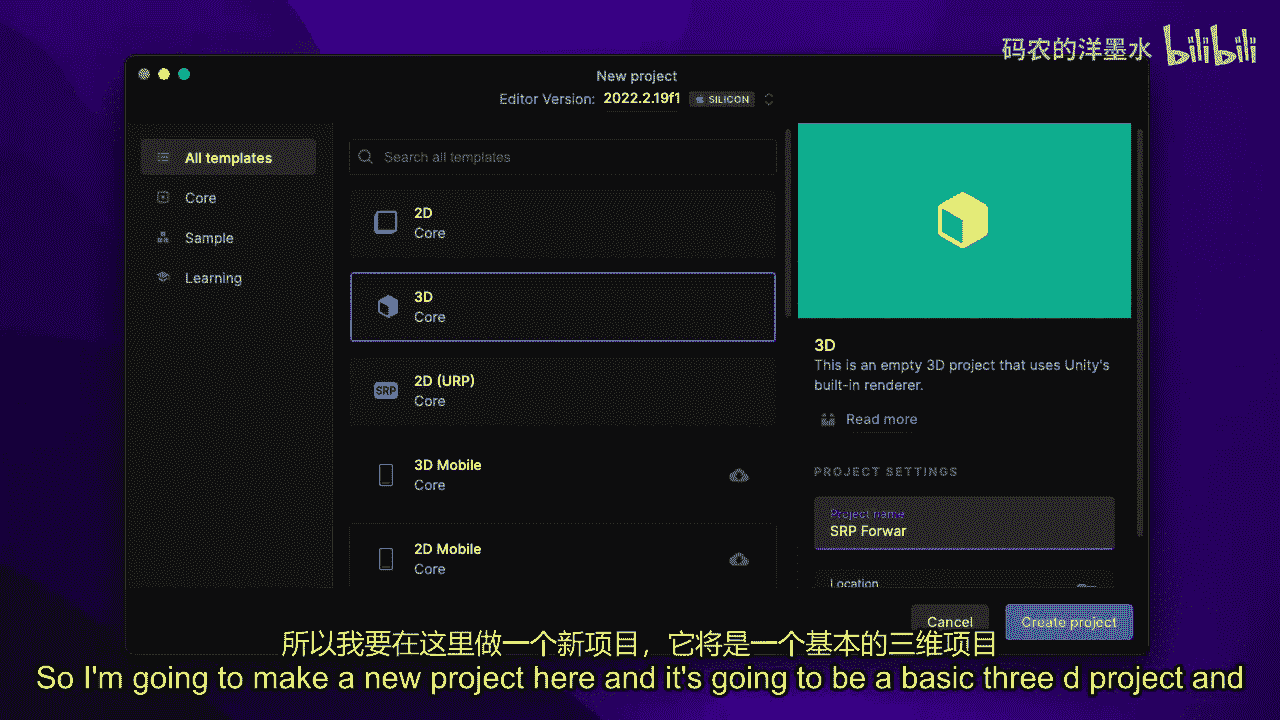 码农的洋墨水 bilibili
New project
Editor Version: 2022.2.19f1 SILICON
All templates
Core
Sample
Learning
Search all templates
2D
Core
3D
Core
2D (URP)
SRP
Core
3D Mobile
Core
2D Mobile
Core
3D
This is an empty 3D project that uses Unity's
built-in renderer.
Read more
PROJECT SETTINGS
Project name
SRP Forwar
Location
Cancel
Create project
所以我要在这里做一个新项目，它将是一个基本的三维项目
So I'm going to make a new project here and it's going to be a basic three d project and